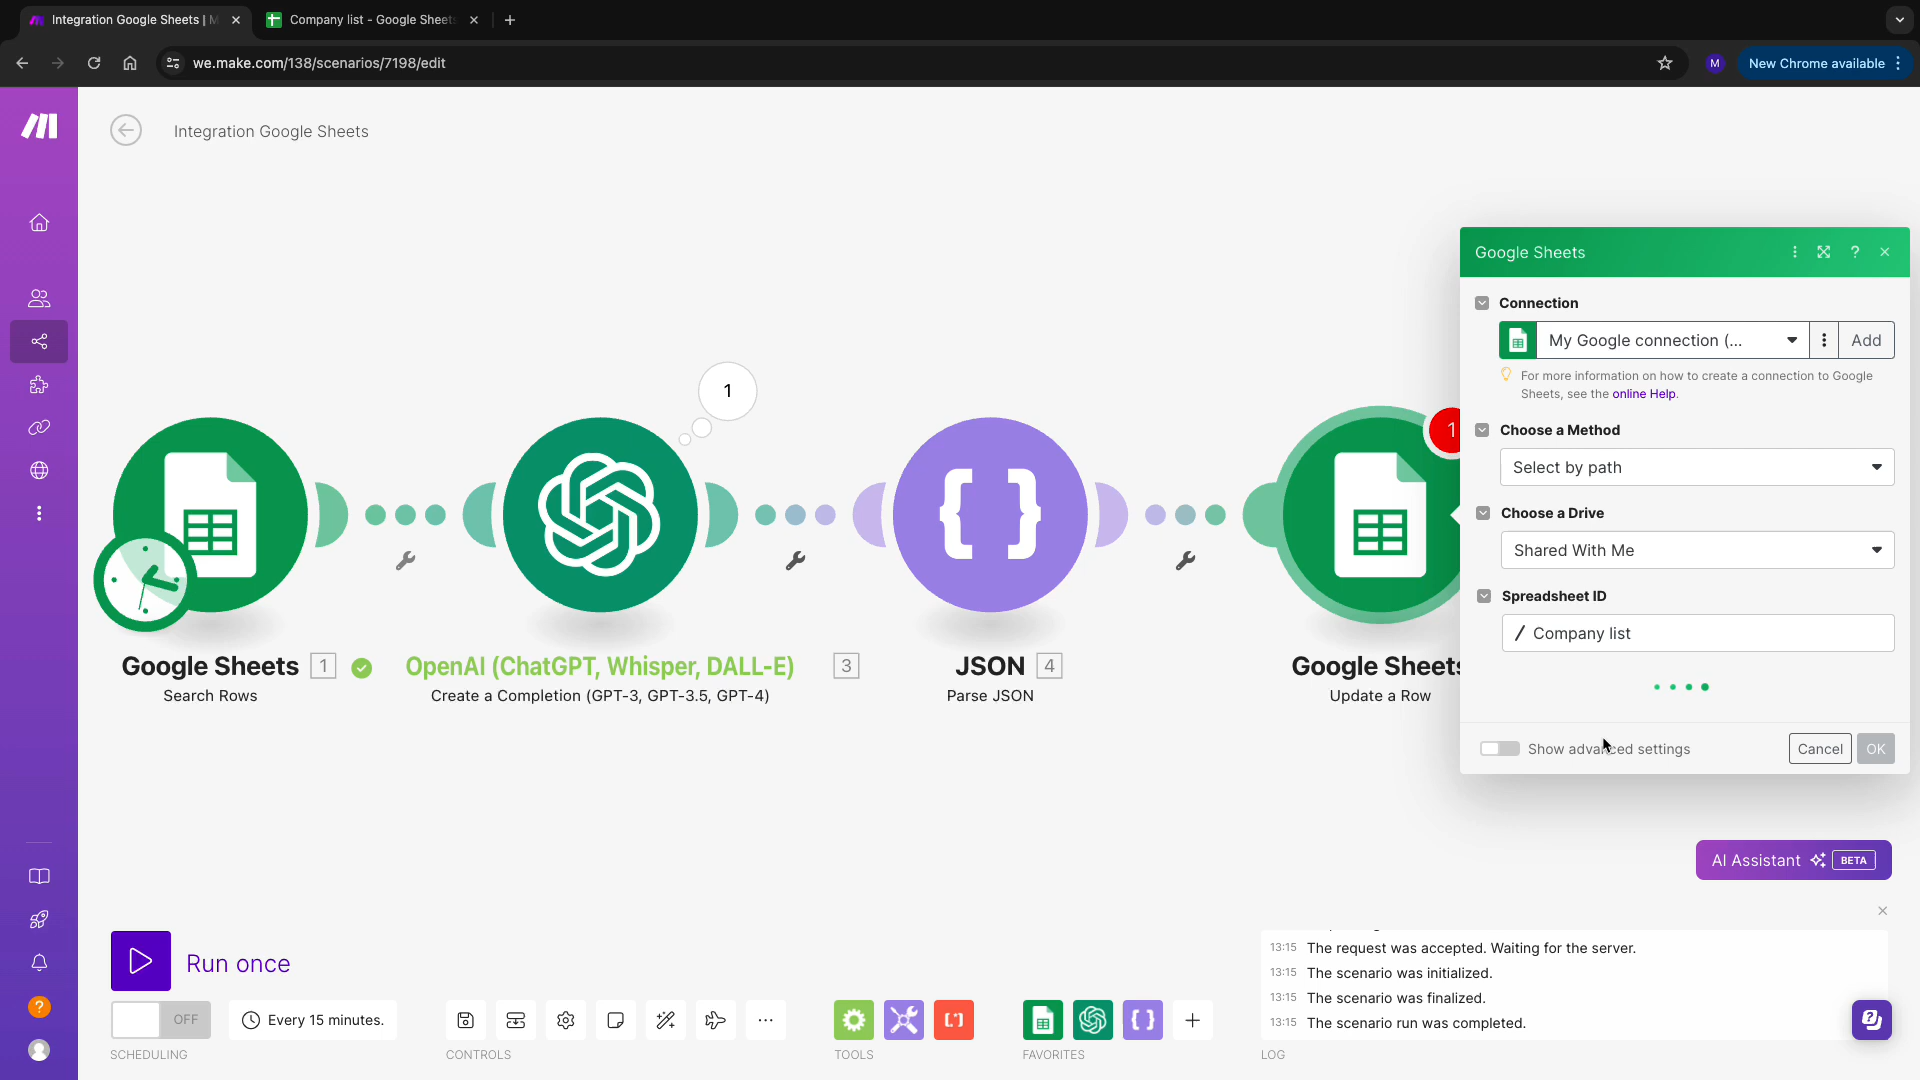 Integration Google Sheets | M
Company list - Google Sheets
we.make.com/138/scenarios/7198/edit
M
New Chrome available
Integration Google Sheets
Google Sheets
?
Connection
My Google connection (...
Add
For more information on how to create a connection to Google
Sheets, see the online Help.
Choose a Method
Select by path
Choose a Drive
Shared With Me
Spreadsheet ID
/ Company list
Show advanced settings
Cancel
OK
1
1
Google Sheets 1
Search Rows
OpenAI (ChatGPT, Whisper, DALL-E) 3
Create a Completion (GPT-3, GPT-3.5, GPT-4)
JSON 4
Parse JSON
Google Sheets
Update a Row
AI Assistant BETA
Run once
OFF
Every 15 minutes.
SCHEDULING
CONTROLS
TOOLS
FAVORITES
13:15 The request was accepted. Waiting for the server.
13:15 The scenario was initialized.
13:15 The scenario was finalized.
13:15 The scenario run was completed.
LOG
?